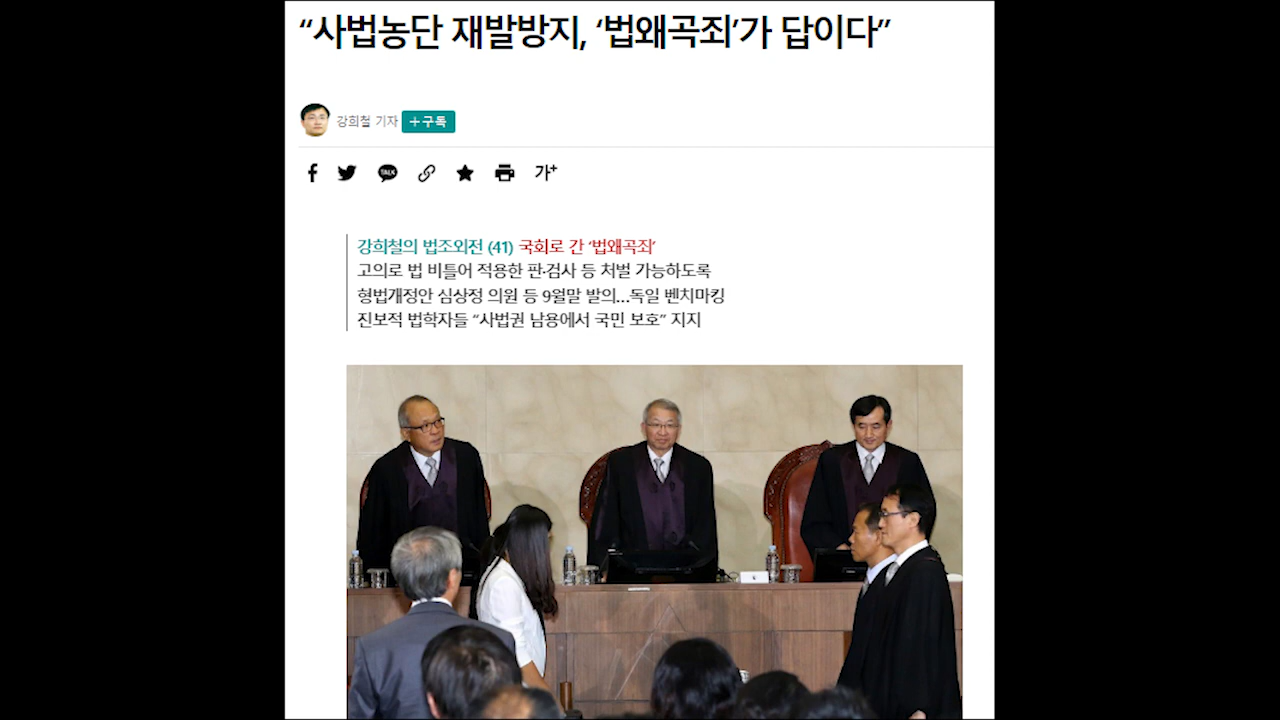 “사법농단 재발방지, ‘법왜곡죄’가 답이다”
강희철 기자 +구독
TALK 가+
강희철의 법조외전 (41) 국회로 간 ‘법왜곡죄’
고의로 법 비틀어 적용한 판·검사 등 처벌 가능하도록
형법개정안 심상정 의원 등 9월말 발의…독일 벤치마킹
진보적 법학자들 “사법권 남용에서 국민 보호” 지지